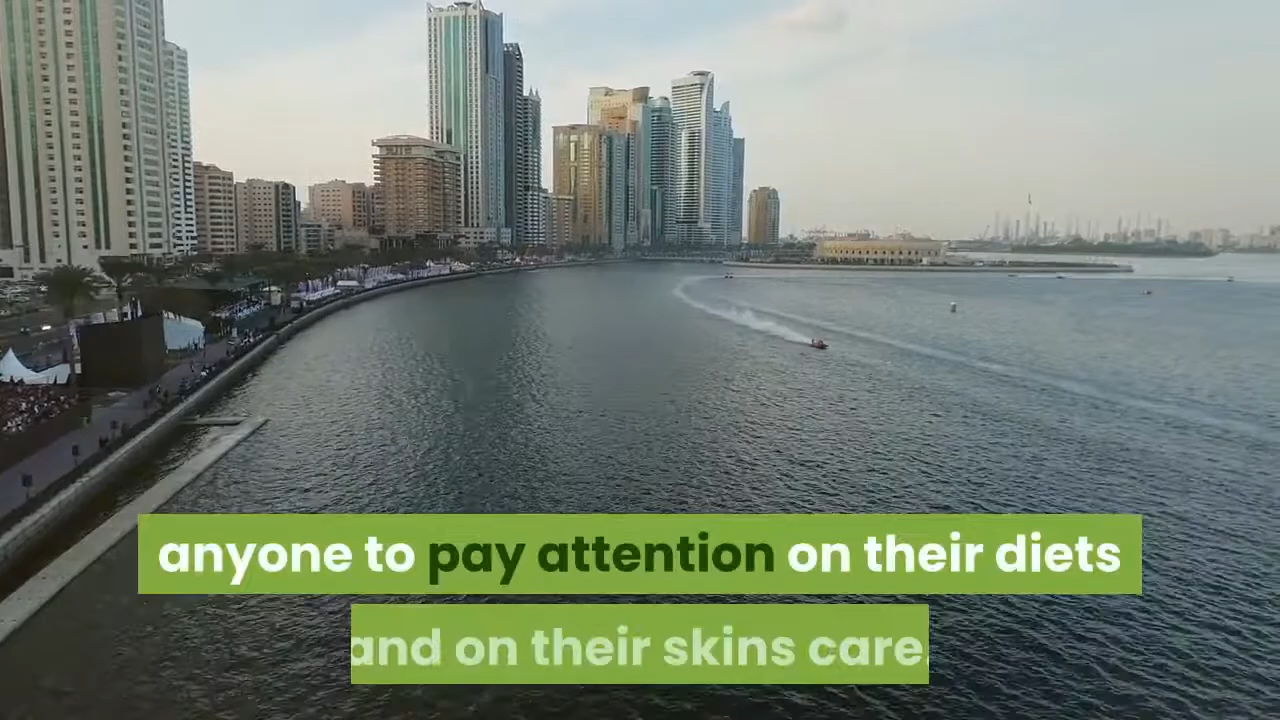 anyone to pay attention on their diets
and on their skins care.